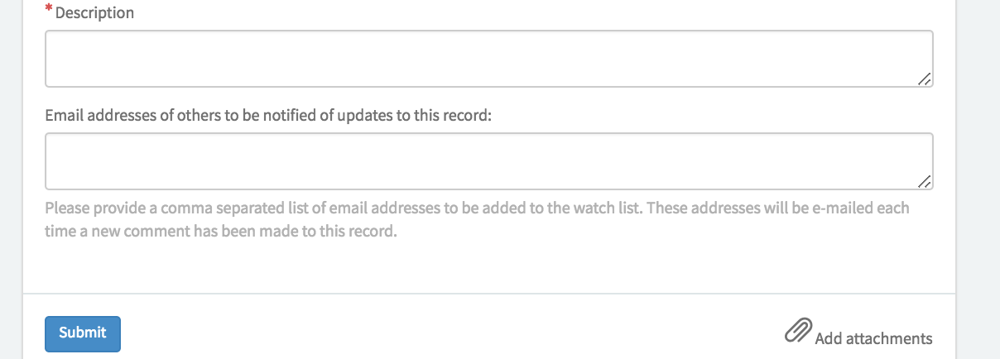 * Description
Email addresses of others to be notified of updates to this record:
Please provide a comma separated list of email addresses to be added to the watch list. These addresses will be e-mailed each
time a new comment has been made to this record.
Submit
Add attachments